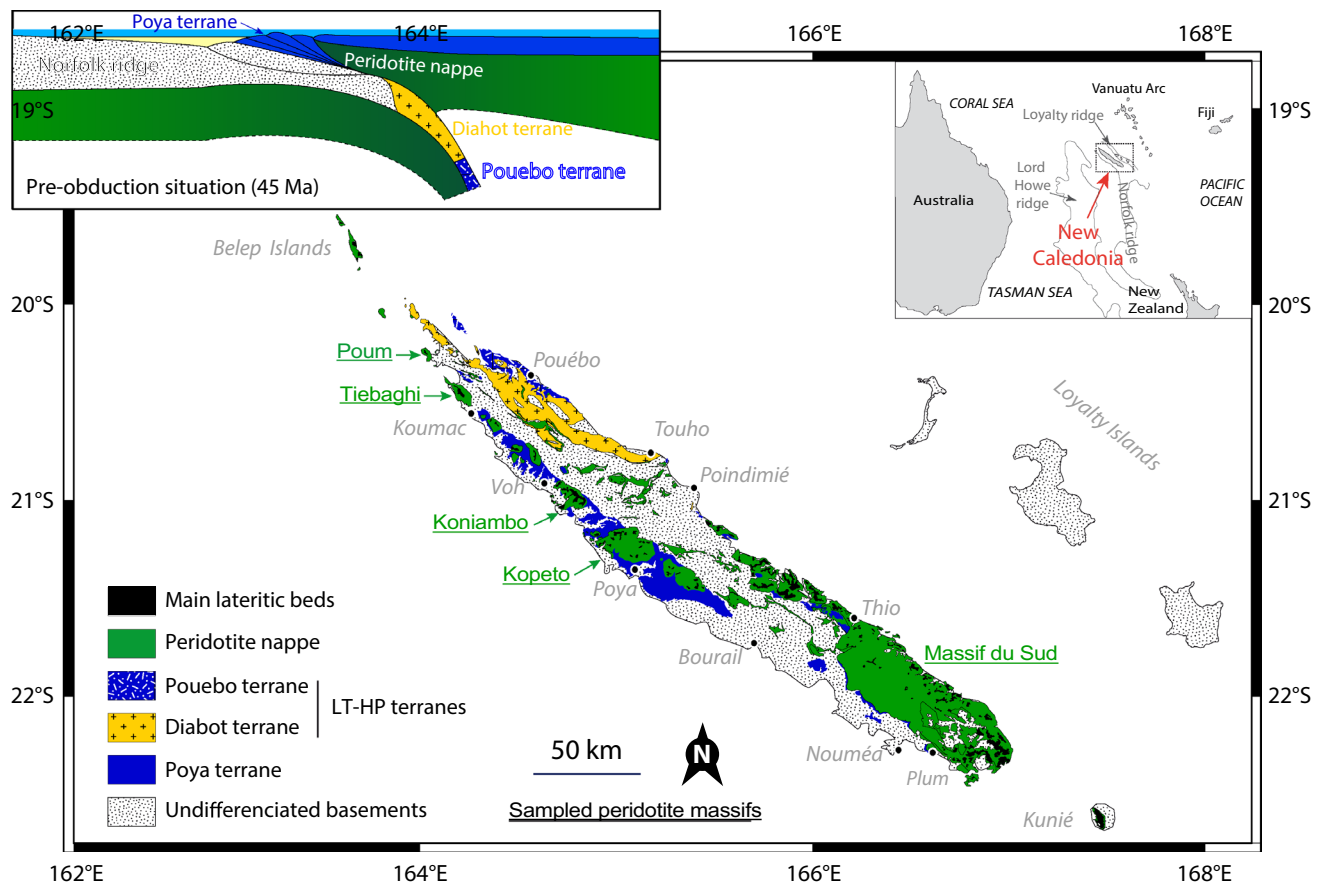 162°E
164°E
166°E
168°E
Poya terrane
Norfolk ridge
Peridotite nappe
19°S
19°S
Diahot terrane
Pouebo terrane
Pre-obduction situation (45 Ma)
CORAL SEA
Vanuatu Arc
Loyalty ridge
Fiji
Lord
Howe
ridge
Australia
Norfolk ridge
PACIFIC
OCEAN
New
Caledonia
TASMAN SEA
New
Zealand
Belep Islands
20°S
20°S
Poum
Pouébo
Tiebaghi
Koumac
Touho
Loyalty Islands
Poindimié
Voh
21°S
21°S
Koniambo
Kopeto
Poya
Thio
Bourail
Massif du Sud
22°S
22°S
Nouméa
Plum
Kunié
Main lateritic beds
Peridotite nappe
Pouebo terrane
LT-HP terranes
Diabot terrane
Poya terrane
Undifferenciated basements
50 km
N
Sampled peridotite massifs
162°E
164°E
166°E
168°E